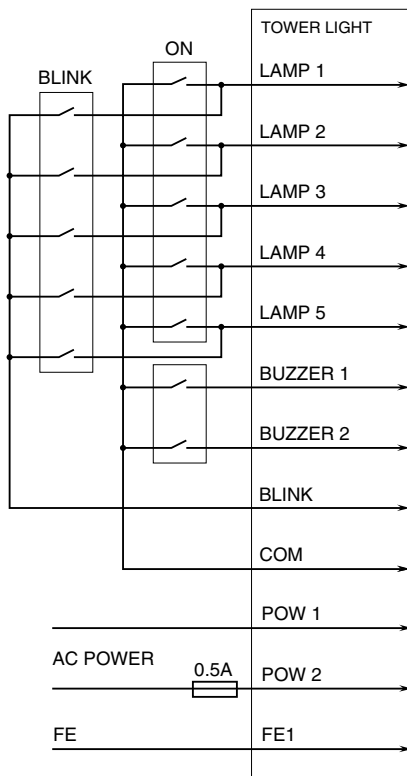 TOWER LIGHT
ON
BLINK
LAMP 1
LAMP 2
LAMP 3
LAMP 4
LAMP 5
BUZZER 1
BUZZER 2
BLINK
COM
POW 1
AC POWER
0.5A
POW 2
FE
FE1